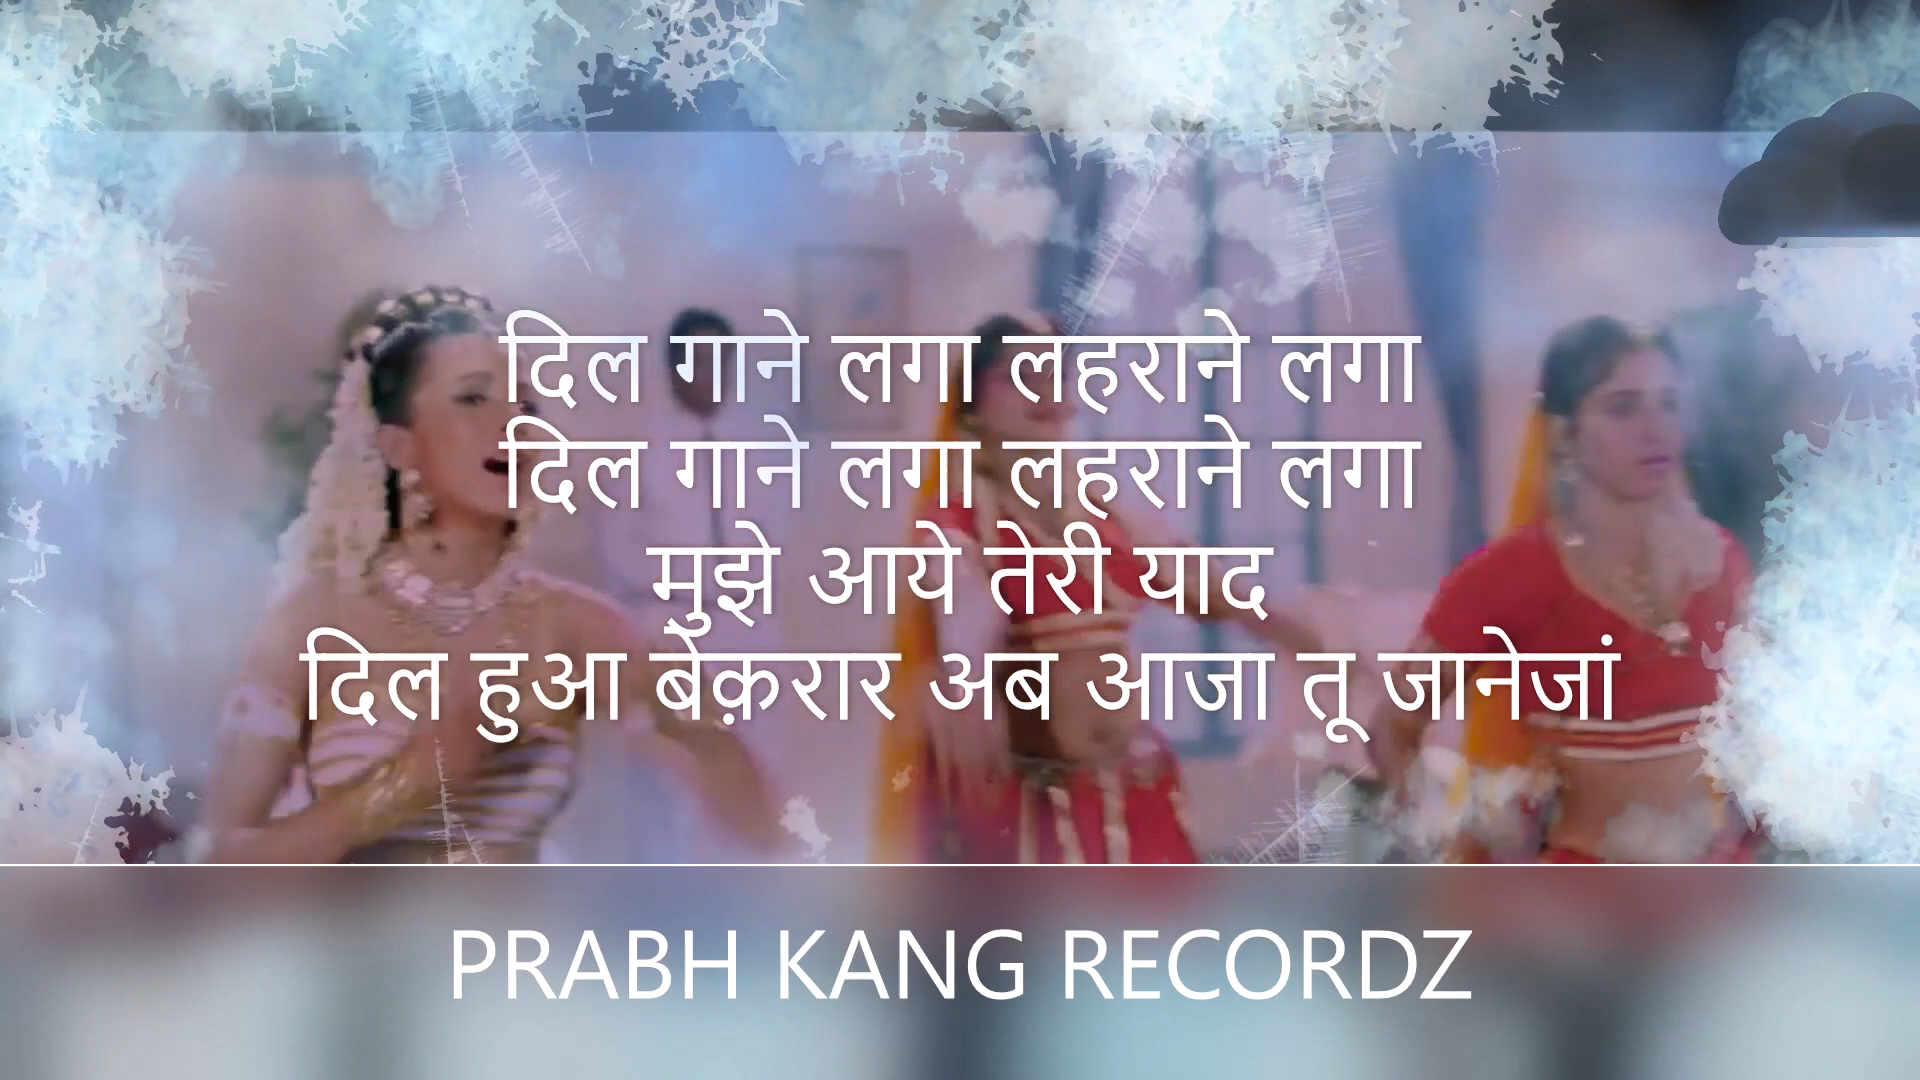 दिल गाने लगा लहराने लगा
दिल गाने लगा लहराने लगा
मुझे आये तेरी याद
दिल हुआ बेक़रार अब आजा तू जानेजां
PRABH KANG RECORDZ